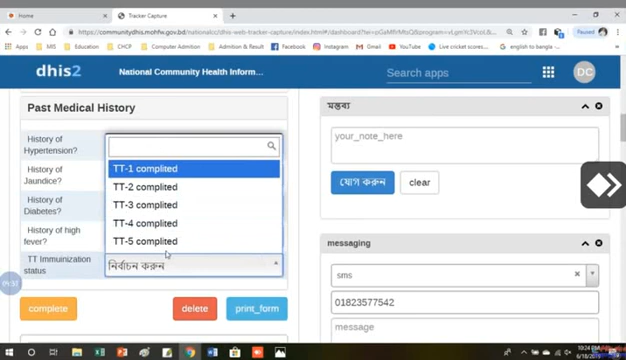 Home
Tracker Capture
https://communitydhis.mohfw.gov.bd/nationalcc/dhis-web-tracker-capture/index.html#/dashboard?tei=
Paused
Apps
MIS
Education
CHCP
Computer Admition
Admition & Result
Facebook
Instagram
Gmail
YouTube
Live cricket scores...
english to bangla
dhis2
National Community Health Inform...
Search apps
DC
Past Medical History
History of
Hypertension?
History of
Jaundice?
History of
Diabetes?
History of high
fever?
TT Immunization
status
TT-1 complited
TT-2 complited
TT-3 complited
TT-4 complited
TT-5 complited
নির্বাচন করুন
complete
delete
print_form
মন্তব্য
your_note_here
যোগ করুন
clear
messaging
sms
01823577542
message
10:24 AM